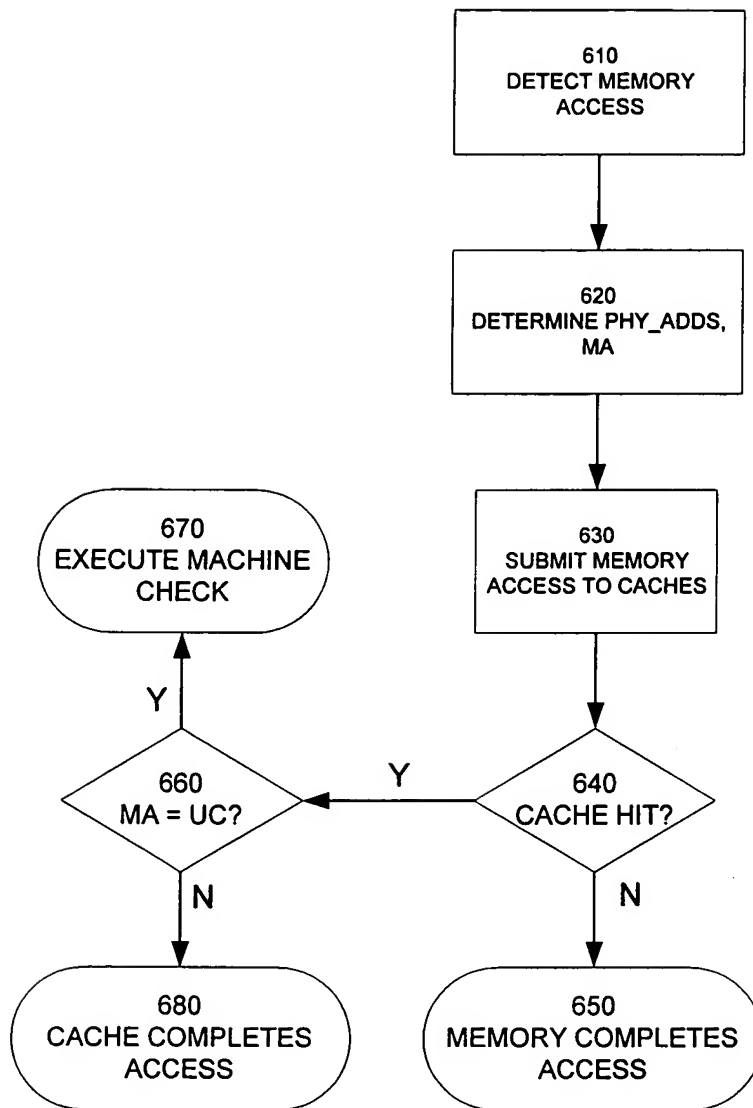 610
DETECT MEMORY
ACCESS
620
DETERMINE PHY_ADDS,
MA
630
SUBMIT MEMORY
ACCESS TO CACHES
640
CACHE HIT?
Y
N
650
MEMORY COMPLETES
ACCESS
660
MA = UC?
Y
N
670
EXECUTE MACHINE
CHECK
680
CACHE COMPLETES
ACCESS